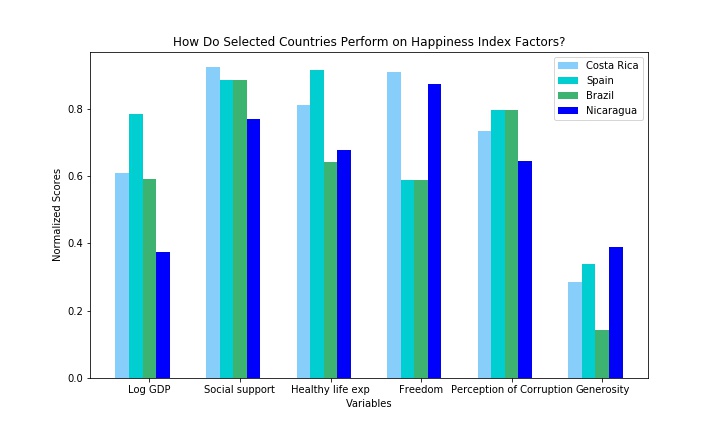 How Do Selected Countries Perform on Happiness Index Factors?
Costa Rica
Spain
Brazil
Nicaragua
Normalized Scores
0.8
0.6
0.4
0.2
0.0
Log GDP Social support Healthy life exp Freedom Perception of Corruption Generosity
Variables